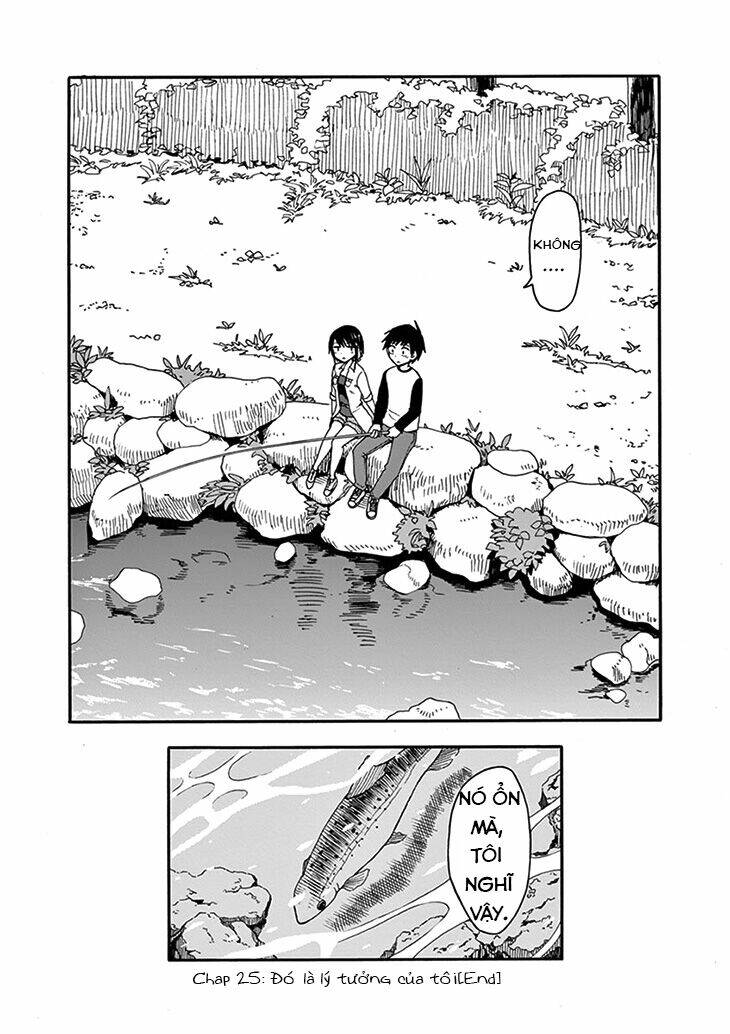 KHÔNG
....
NÓ ỔN
MÀ,
TÔI
NGHĨ
VẬY.
Chap 25: Đó là lý tưởng của tôi[End]